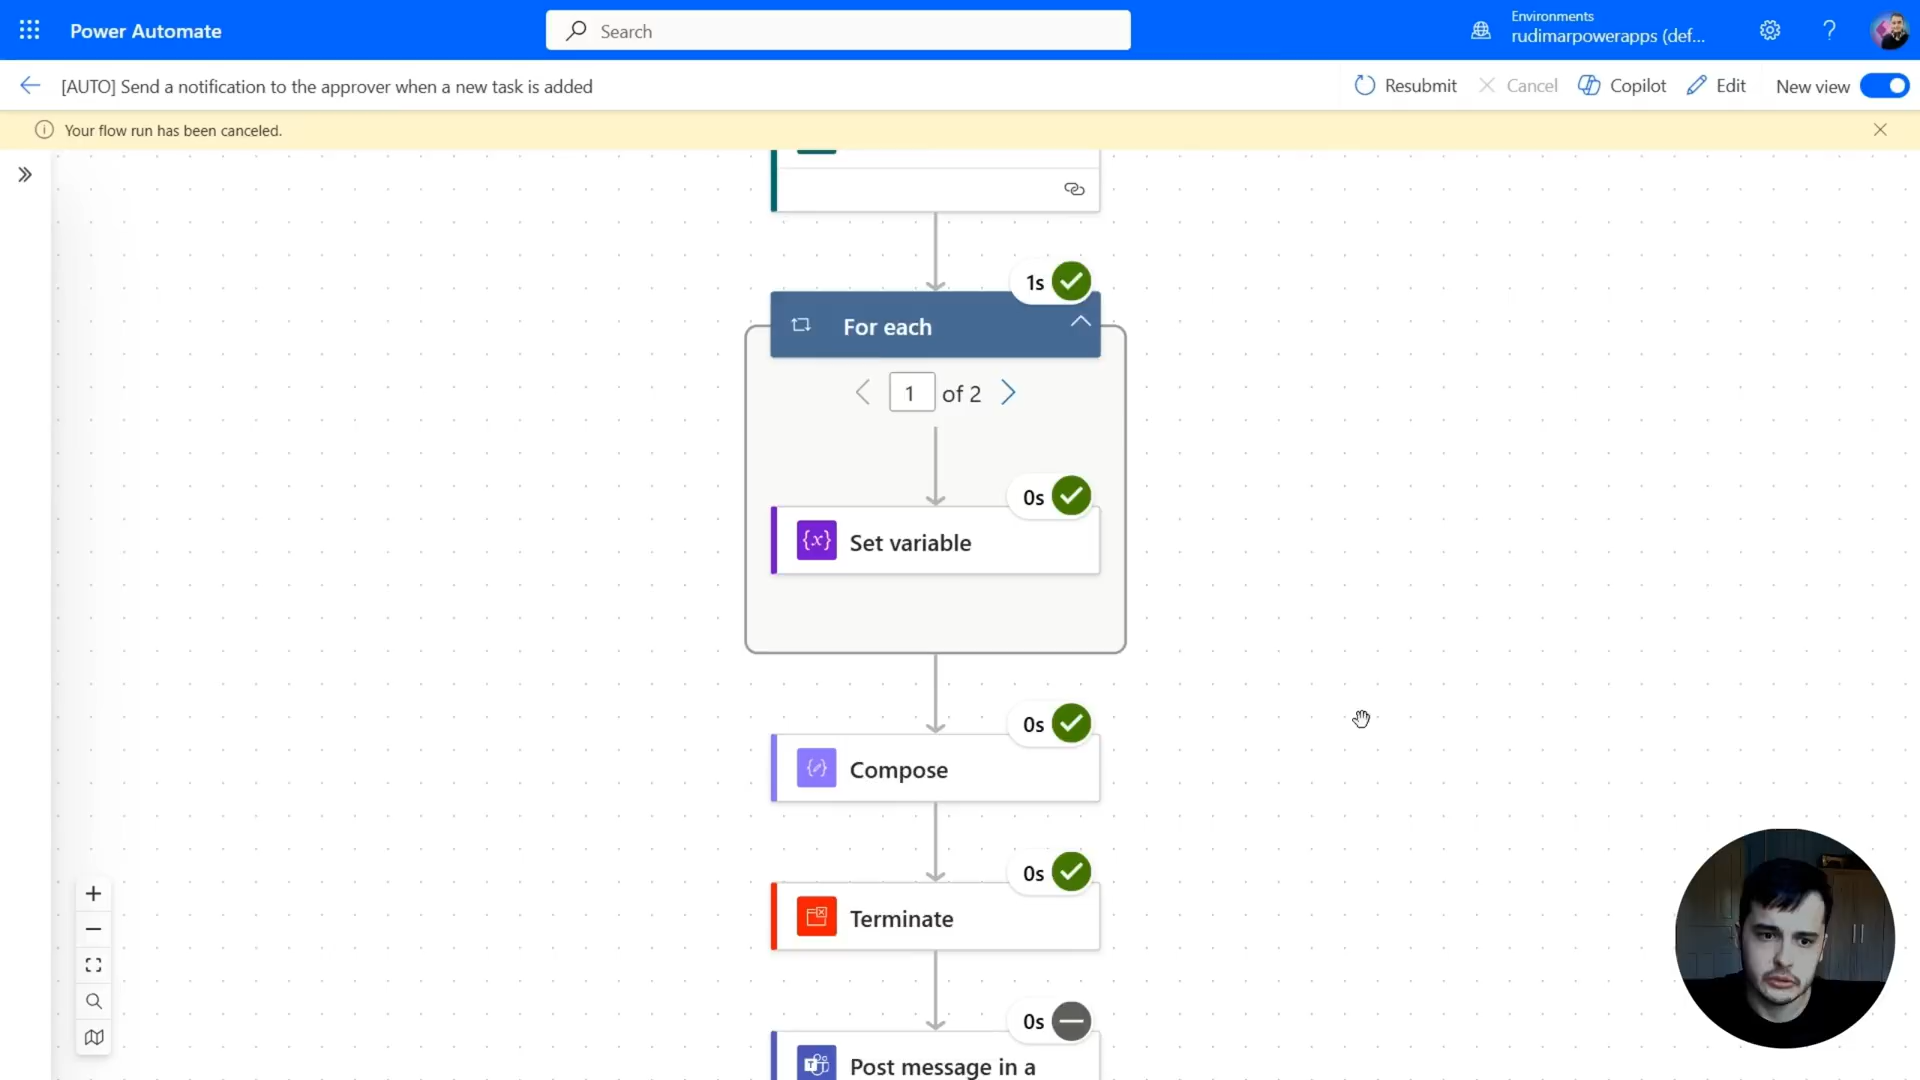 Power Automate
Search
Environments
rudimarpowerapps (def...
?
[AUTO] Send a notification to the approver when a new task is added
Resubmit
Cancel
Copilot
Edit
New view
Your flow run has been canceled.
1s
For each
1 of 2
0s
{x} Set variable
0s
Compose
0s
Terminate
0s
Post message in a